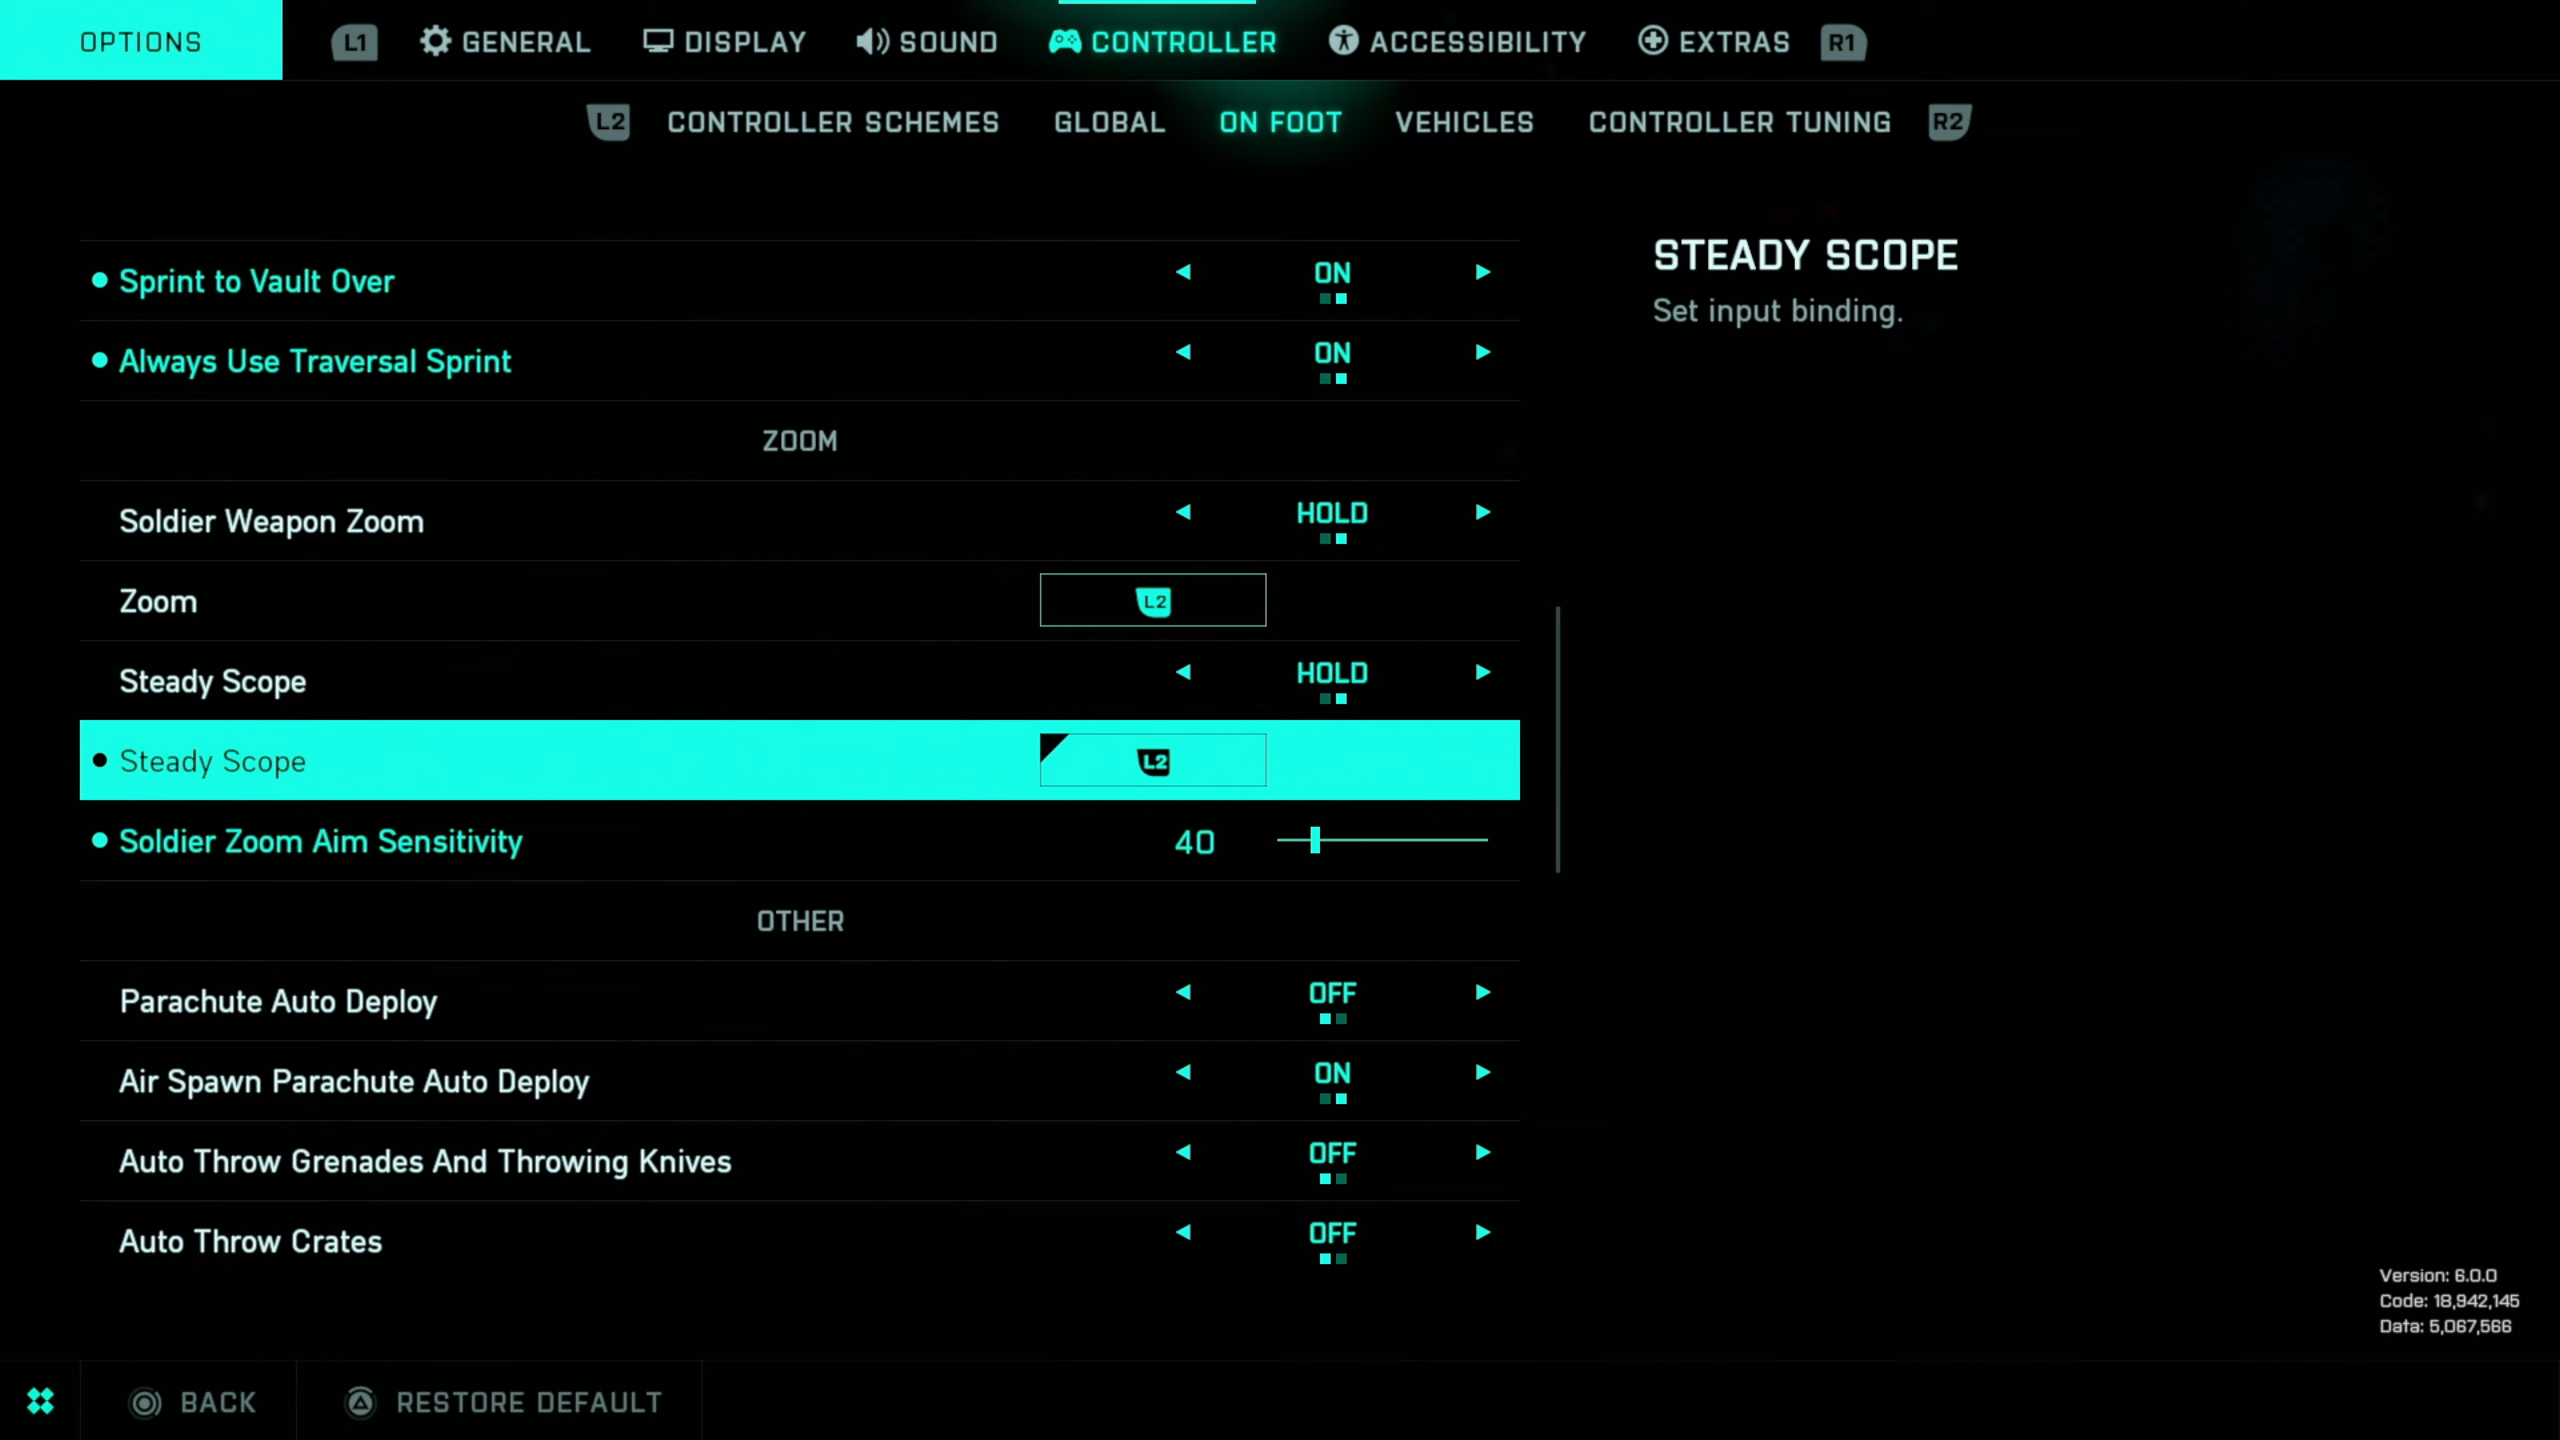 OPTIONS L1 GENERAL DISPLAY SOUND CONTROLLER ACCESSIBILITY EXTRAS R1
L2 CONTROLLER SCHEMES GLOBAL ON FOOT VEHICLES CONTROLLER TUNING R2
STEADY SCOPE
Set input binding.
Sprint to Vault Over ON
Always Use Traversal Sprint ON
ZOOM
Soldier Weapon Zoom HOLD
Zoom L2
Steady Scope HOLD
Steady Scope L2
Soldier Zoom Aim Sensitivity 40
OTHER
Parachute Auto Deploy OFF
Air Spawn Parachute Auto Deploy ON
Auto Throw Grenades And Throwing Knives OFF
Auto Throw Crates OFF
Version: 6.0.0
Code: 18,942,145
Data: 5,067,566
BACK RESTORE DEFAULT